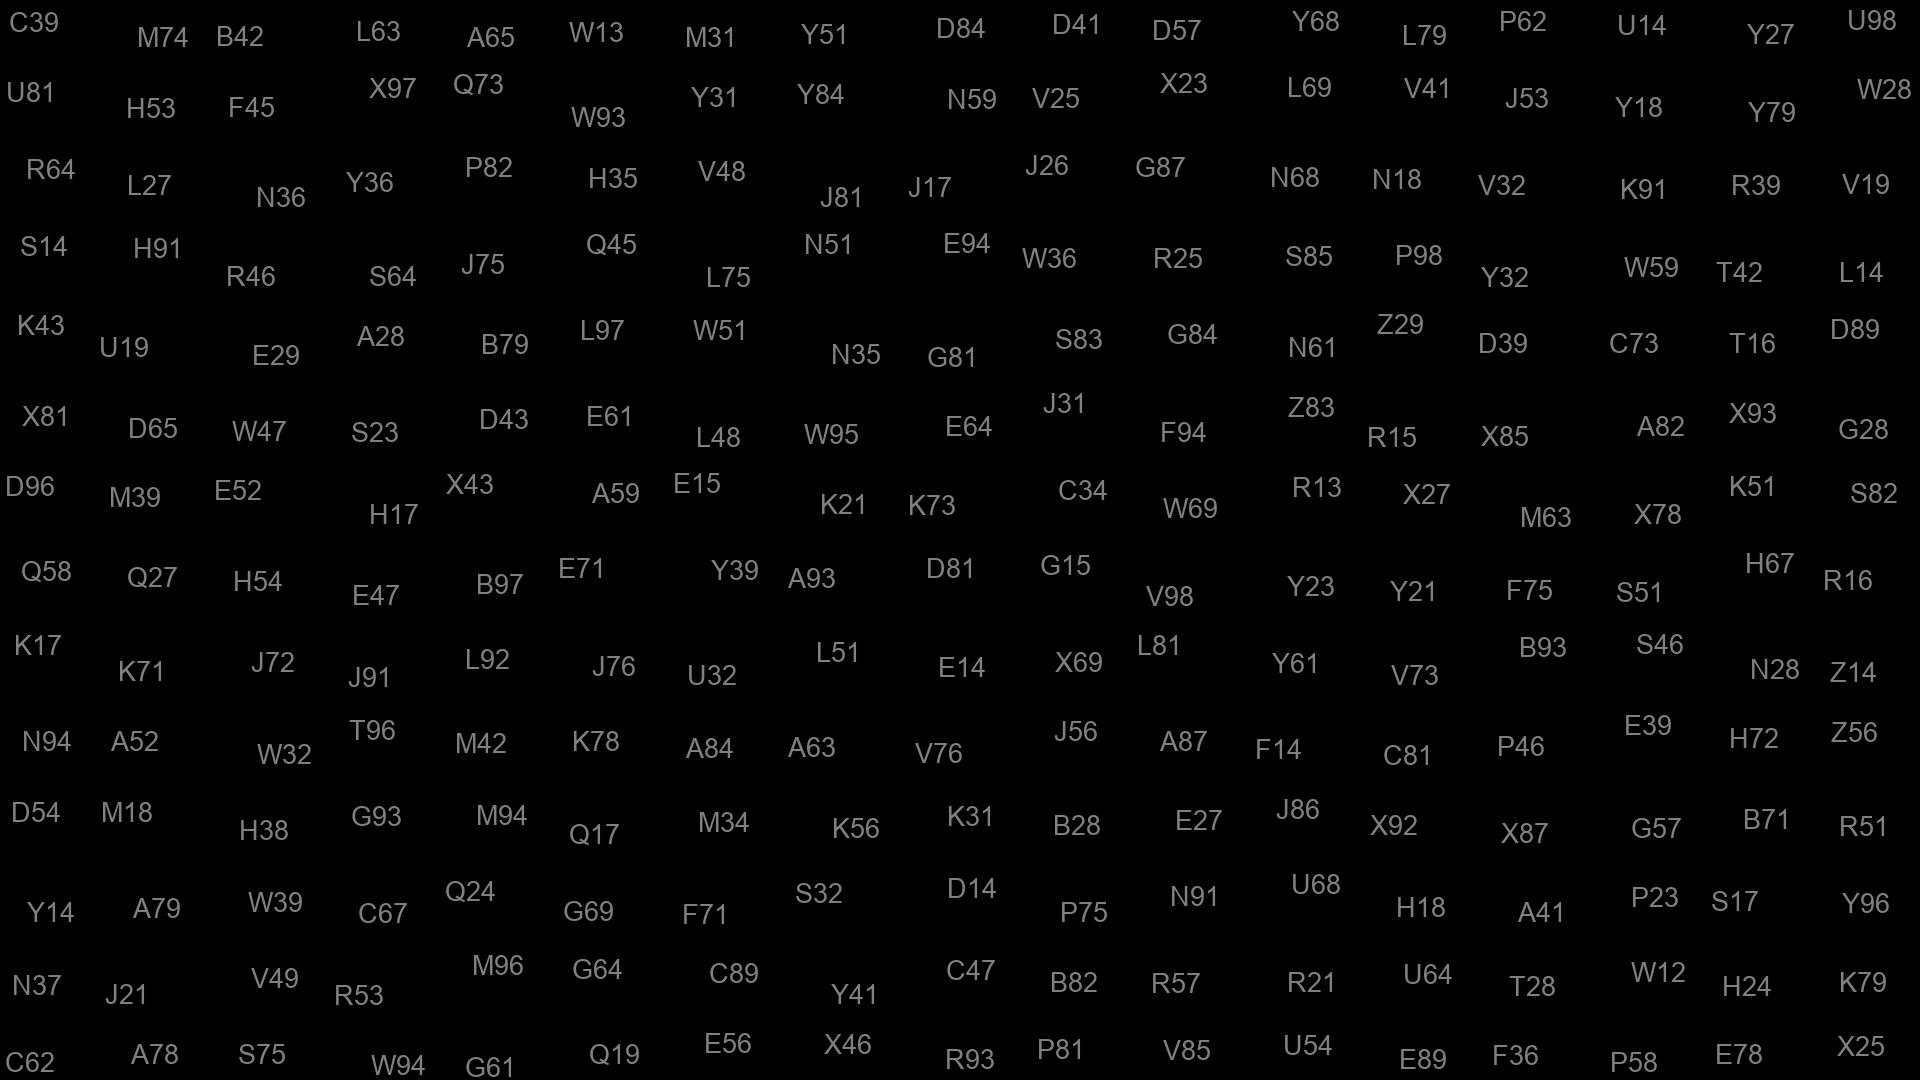 C39 M74 B42 L63 A65 W13 M31 Y51 D84 D41 D57 Y68 L79 P62 U14 Y27 U98
U81 H53 F45 X97 Q73 W93 Y31 Y84 N59 V25 X23 L69 V41 J53 Y18 Y79 W28
R64 L27 N36 Y36 P82 H35 V48 J81 J17 J26 G87 N68 N18 V32 K91 R39 V19
S14 H91 R46 S64 J75 Q45 L75 N51 E94 W36 R25 S85 P98 Y32 W59 T42 L14
K43 U19 E29 A28 B79 L97 W51 N35 G81 S83 G84 N61 Z29 D39 C73 T16 D89
X81 D65 W47 S23 D43 E61 L48 W95 E64 J31 F94 Z83 R15 X85 A82 X93 G28
D96 M39 E52 H17 X43 A59 E15 K21 K73 C34 W69 R13 X27 M63 X78 K51 S82
Q58 Q27 H54 E47 B97 E71 Y39 A93 D81 G15 V98 Y23 Y21 F75 S51 H67 R16
K17 K71 J72 J91 L92 J76 U32 L51 E14 X69 L81 Y61 V73 B93 S46 N28 Z14
N94 A52 W32 T96 M42 K78 A84 A63 V76 J56 A87 F14 C81 P46 E39 H72 Z56
D54 M18 H38 G93 M94 Q17 M34 K56 K31 B28 E27 J86 X92 X87 G57 B71 R51
Y14 A79 W39 C67 Q24 G69 F71 S32 D14 P75 N91 U68 H18 A41 P23 S17 Y96
N37 J21 V49 R53 M96 G64 C89 Y41 C47 B82 R57 R21 U64 T28 W12 H24 K79
C62 A78 S75 W94 G61 Q19 E56 X46 R93 P81 V85 U54 E89 F36 P58 E78 X25